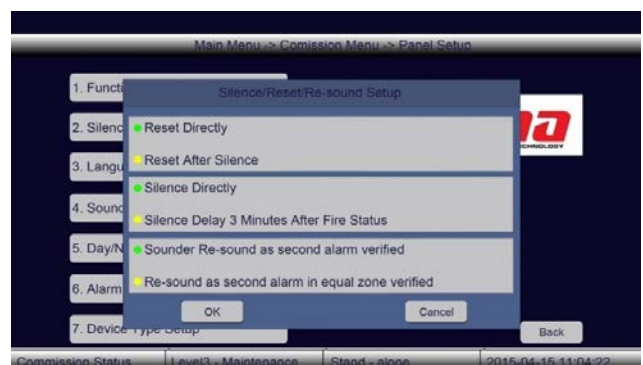 Main Menu -> Comission Menu -> Panel Setup
1. Functi
Silence/Reset/Re-sound Setup
2. Silenc
Reset Directly
Reset After Silence
3. Langu
Silence Directly
4. Sound
Silence Delay 3 Minutes After Fire Status
5. Day/N
Sounder Re-sound as second alarm verified
6. Alarm
Re-sound as second alarm in equal zone verified
OK
Cancel
7. Device Type Setup
Back
Commission Status
Level3 - Maintenance
Stand - alone
2015-04-15 11:04:22